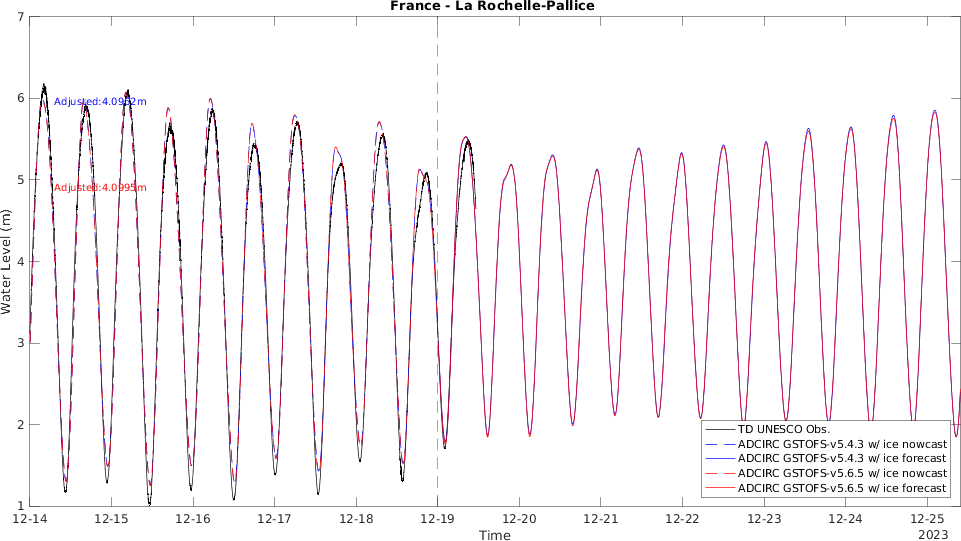 France - La Rochelle-Pallice
7
6
5
4
3
2
1
Water Level (m)
Adjusted:4.0952m
Adjusted:4.0995m
TD UNESCO Obs.
ADCIRC GSTOFS-v5.4.3 w/ ice nowcast
ADCIRC GSTOFS-v5.4.3 w/ ice forecast
ADCIRC GSTOFS-v5.6.5 w/ ice nowcast
ADCIRC GSTOFS-v5.6.5 w/ ice forecast
12-14 12-15 12-16 12-17 12-18 12-19 12-20 12-21 12-22 12-23 12-24 12-25
Time
2023